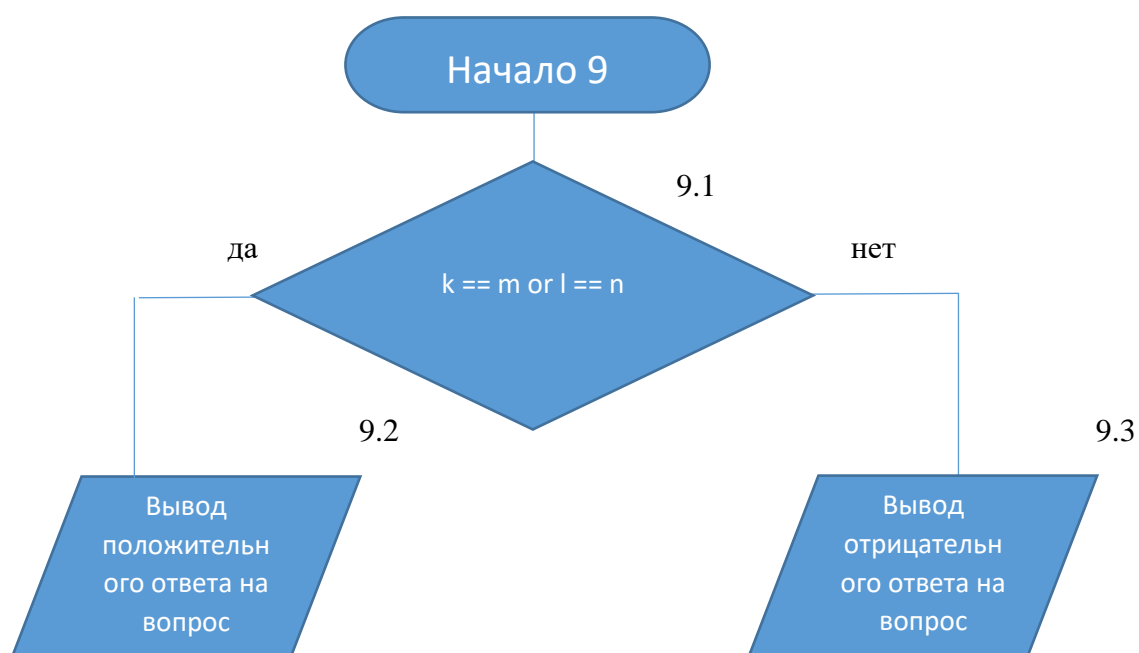 Начало 9
9.1
да
нет
k == m or l == n
9.2
9.3
Вывод
положительн
ого ответа на
вопрос
Вывод
отрицательн
ого ответа на
вопрос